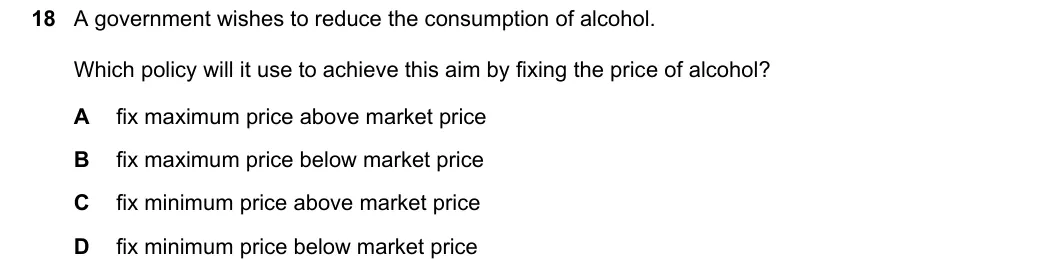 18 A government wishes to reduce the consumption of alcohol.
Which policy will it use to achieve this aim by fixing the price of alcohol?
A fix maximum price above market price
B fix maximum price below market price
C fix minimum price above market price
D fix minimum price below market price